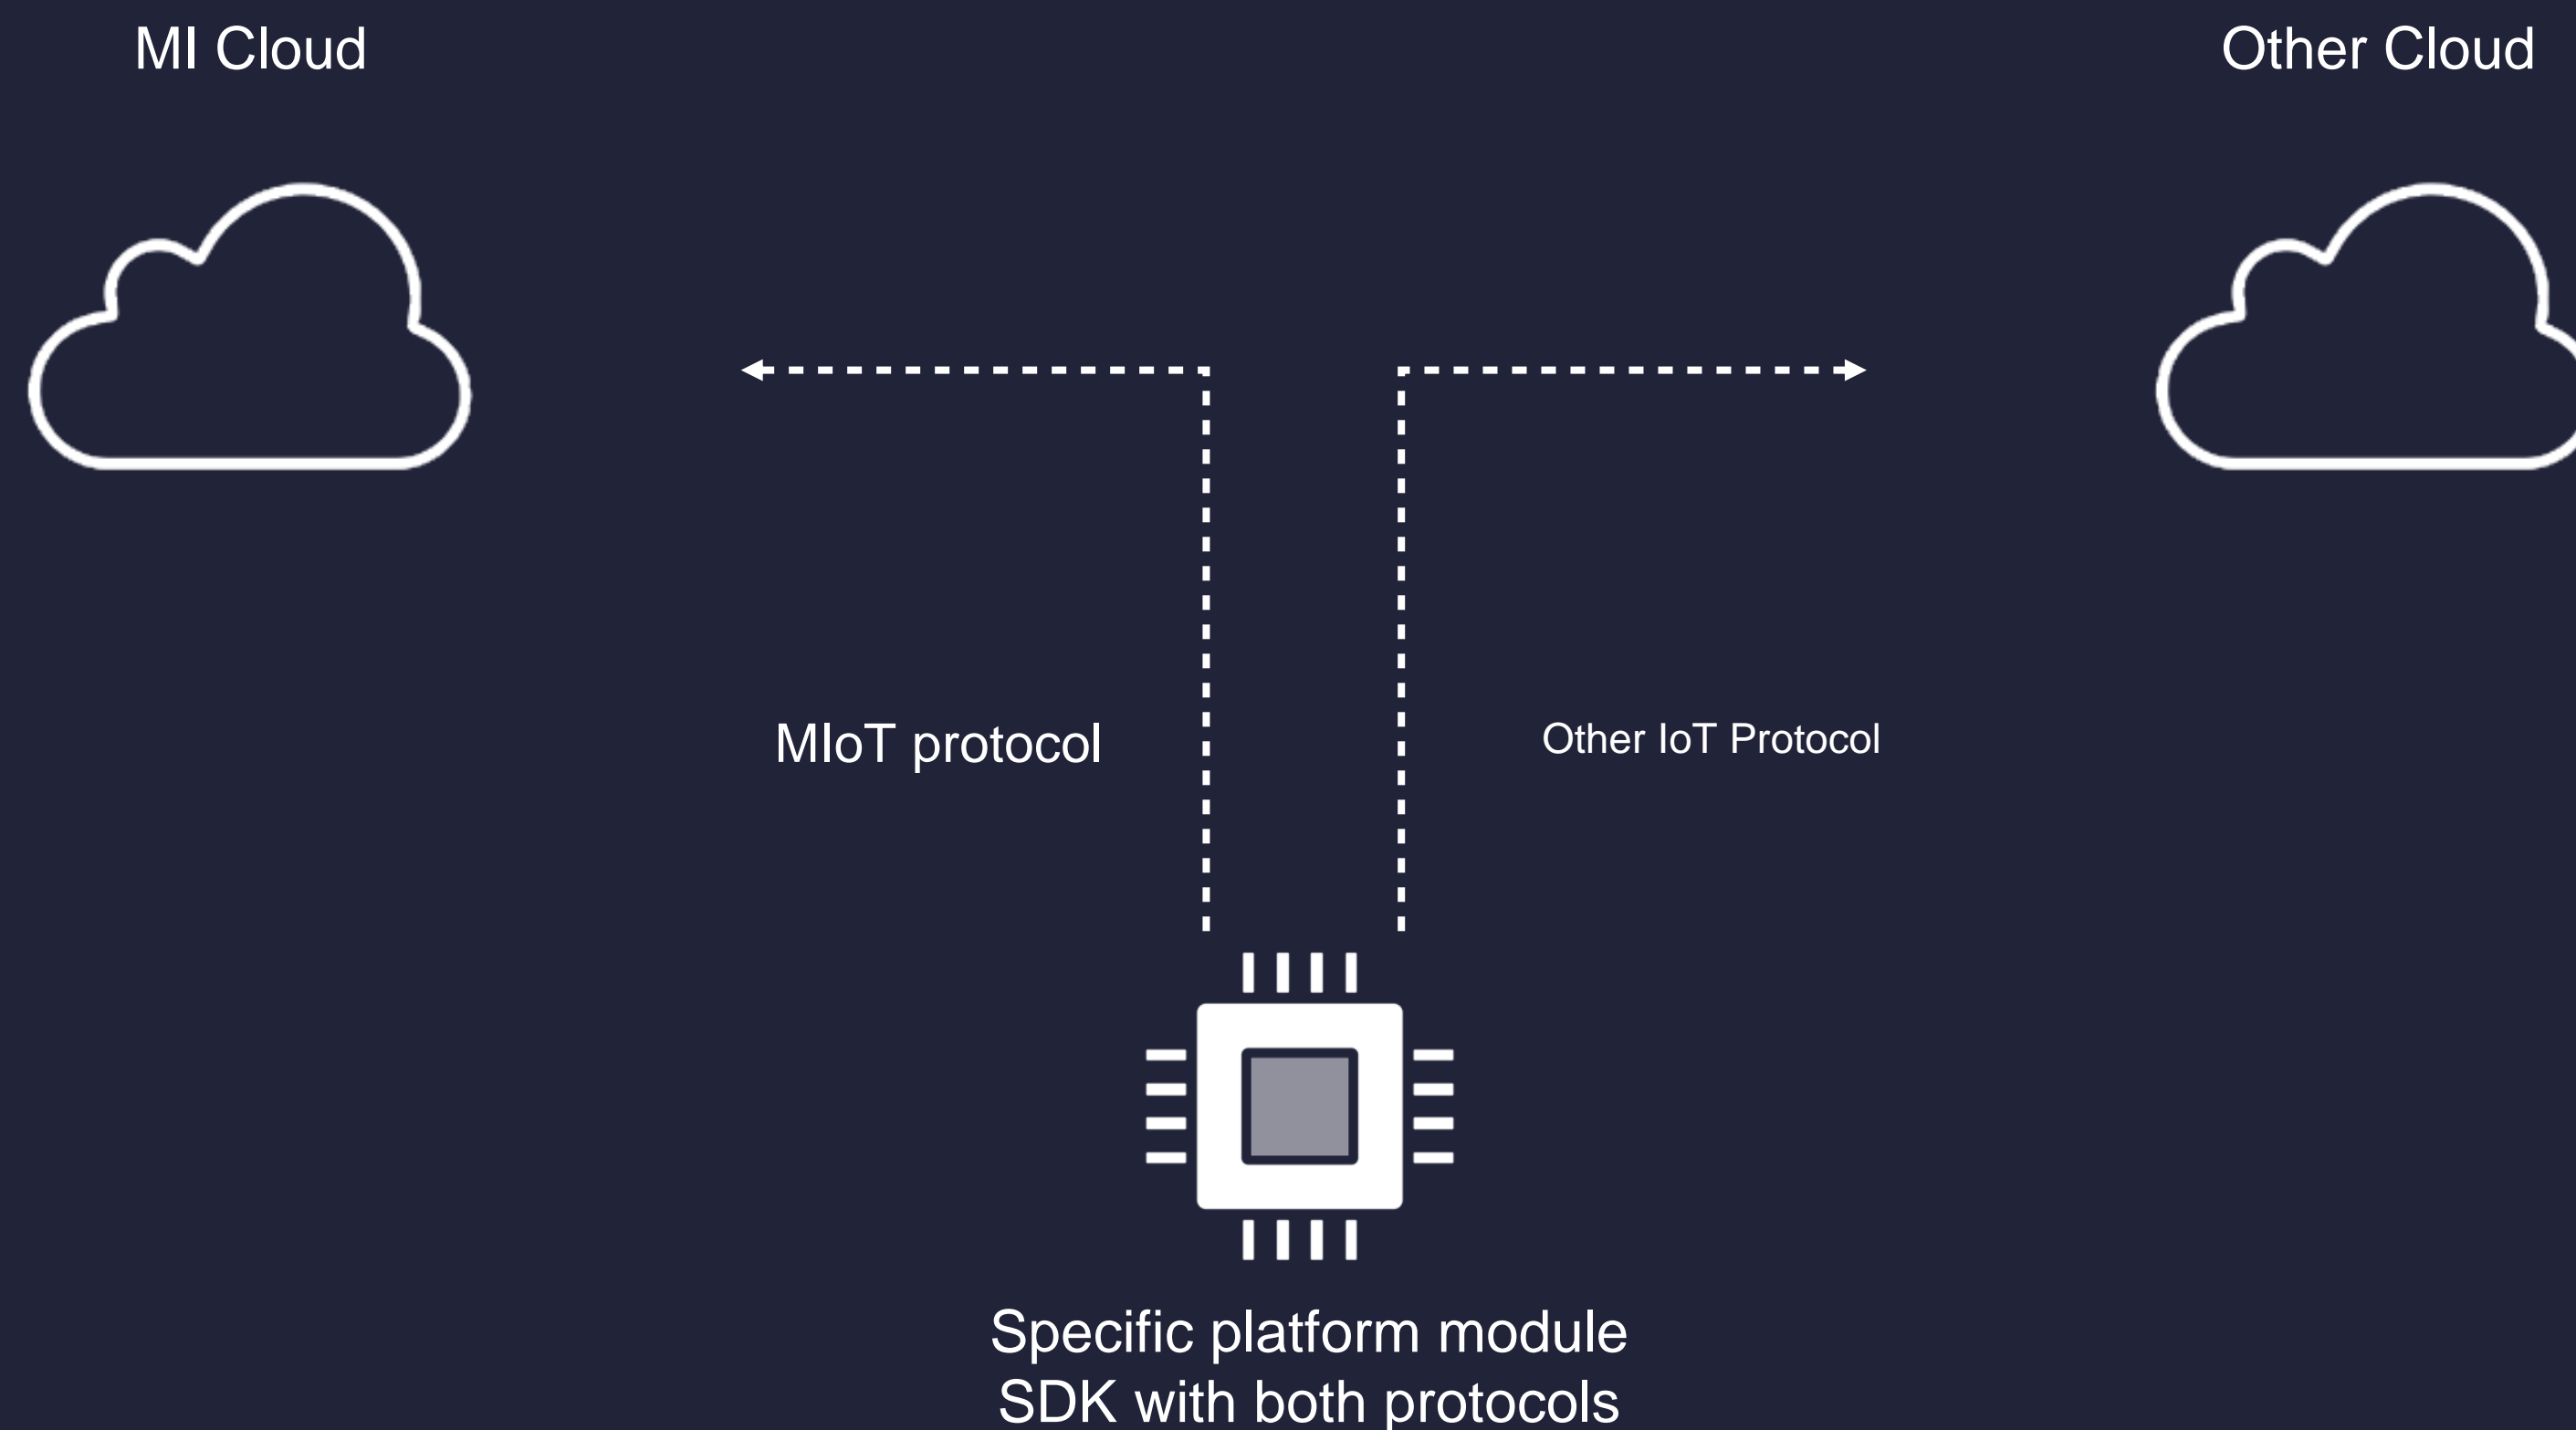 MI Cloud
Other Cloud
MIoT protocol
Other IoT Protocol
Specific platform module
SDK with both protocols